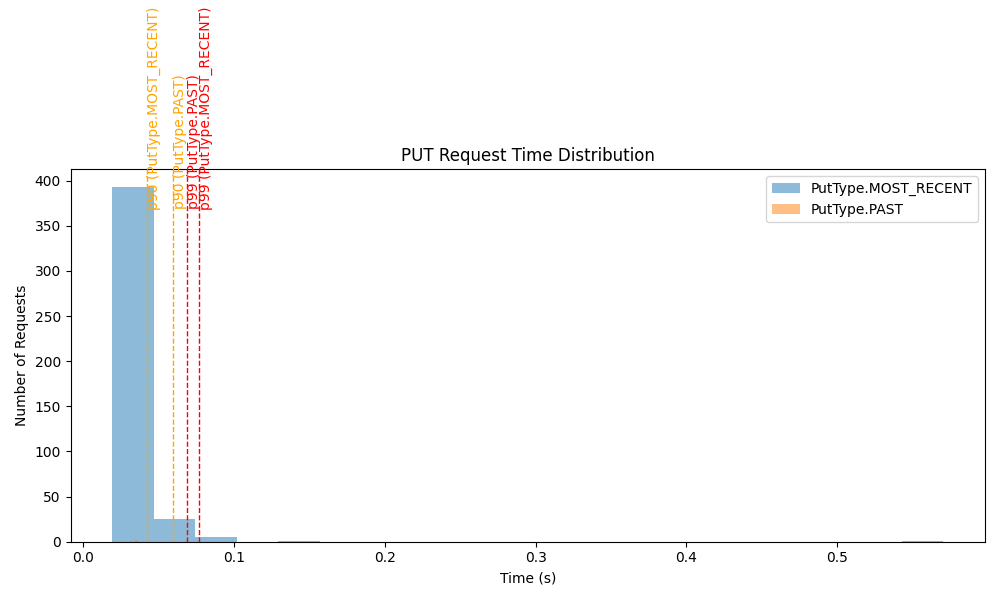 p90 (PutType.MOST_RECENT)
p90 (PutType.PAST)
p99 (PutType.PAST)
p99 (PutType.MOST_RECENT)
PUT Request Time Distribution
PutType.MOST_RECENT
PutType.PAST
Number of Requests
400
350
300
250
200
150
100
50
0
0.0
0.1
0.2
0.3
0.4
0.5
Time (s)